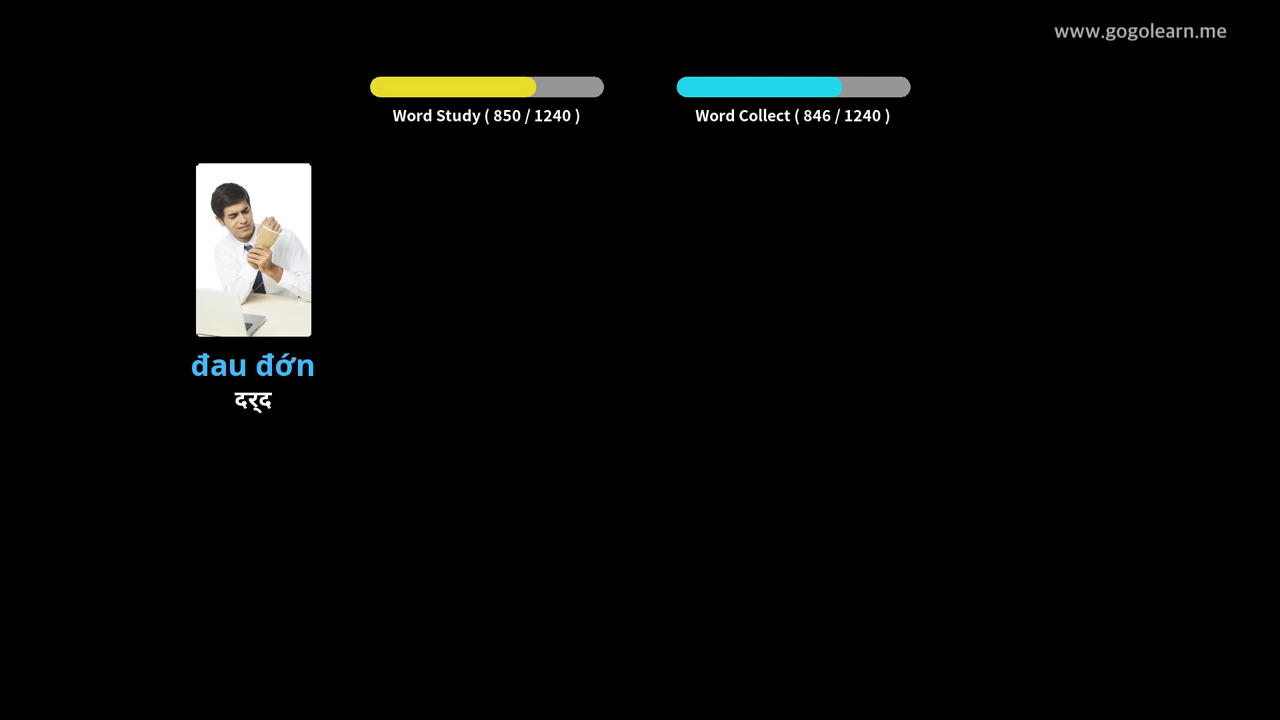 www.gogolearn.me
Word Study ( 850 / 1240 )
Word Collect ( 846 / 1240 )
đau đớn
दर्द